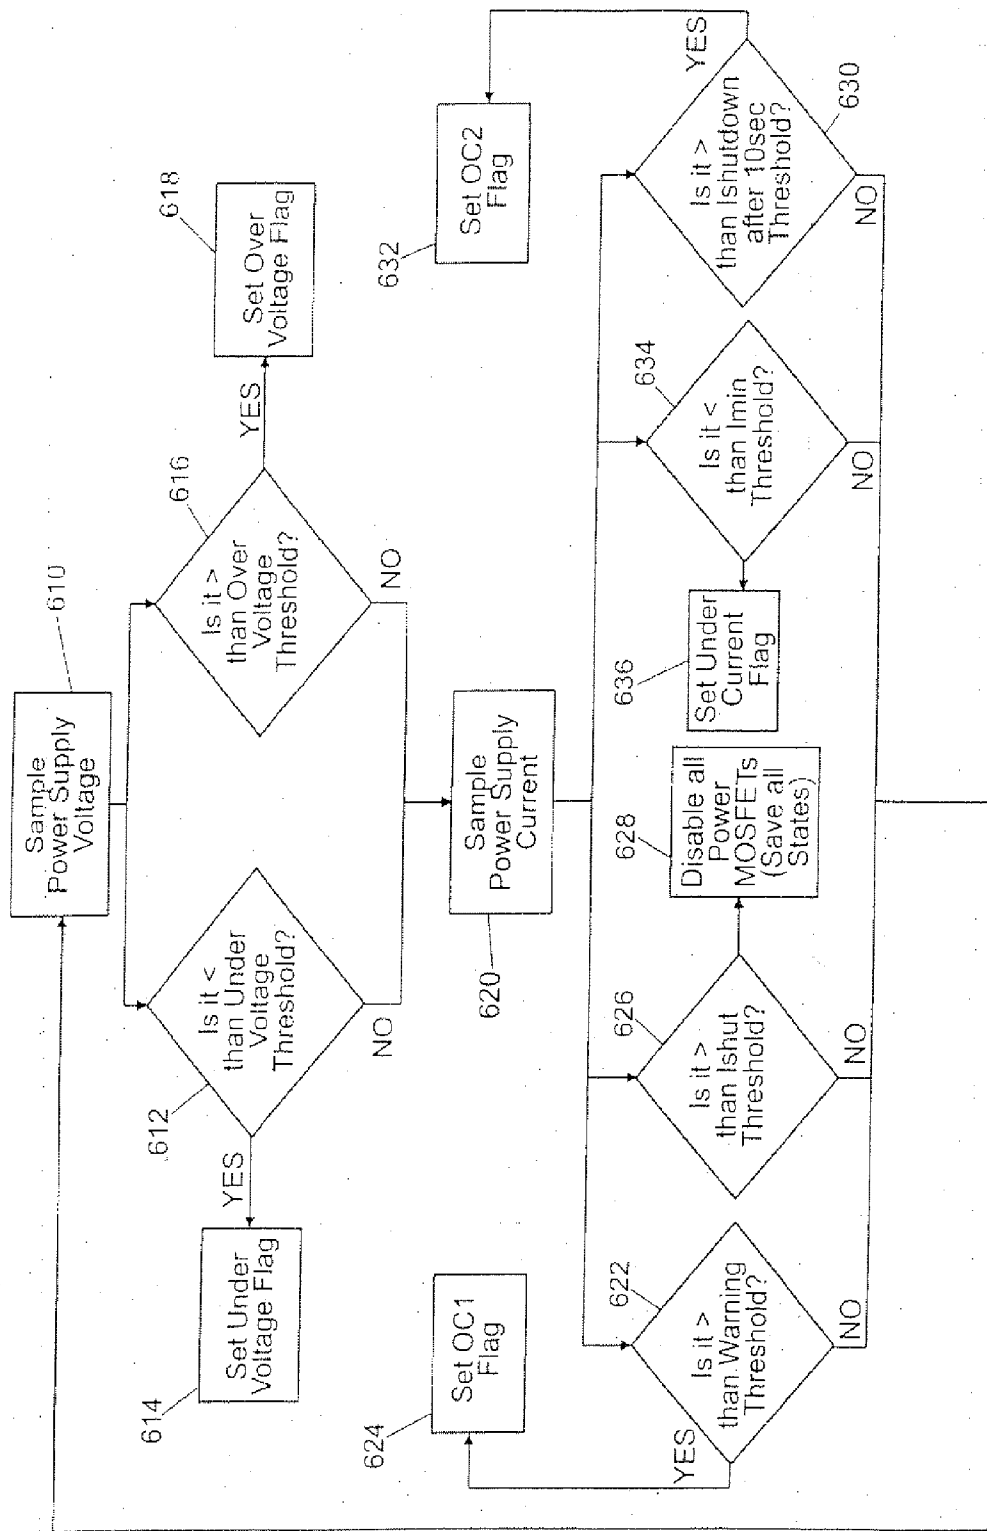 Sample
Power Supply
Voltage
610
Is it <
than Under
Voltage
Threshold?
612
YES
NO
Set Under
Voltage Flag
614
Is it >
than Over
Voltage
Threshold?
616
YES
NO
Set Over
Voltage Flag
618
Sample
Power Supply
Current
620
Is it >
than Warning
Threshold?
622
YES
NO
Set OC1
Flag
624
Is it >
than Ishut
Threshold?
626
NO
Disable all
Power
MOSFETs
(Save all
States)
628
Is it <
than Imin
Threshold?
634
NO
Set Under
Current
Flag
636
Is it >
than Ishutdown
after 10sec
Threshold?
630
YES
NO
Set OC2
Flag
632